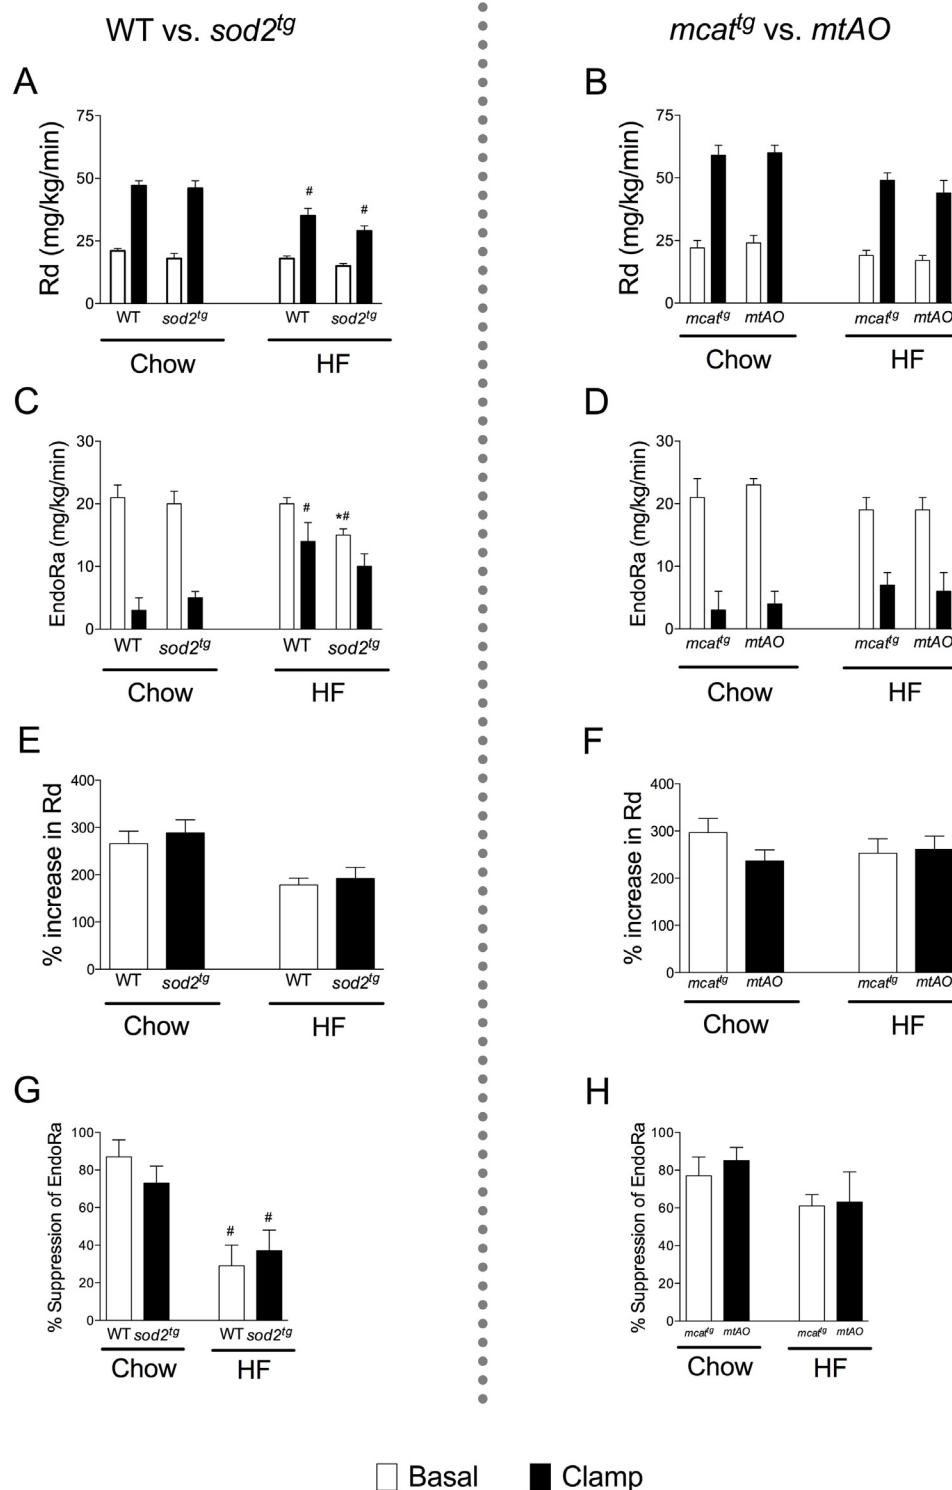 WT vs. sod2tg
mcattg vs. mtAO
A
Rd (mg/kg/min)
75
50
25
0
#
#
WT sod2tg WT sod2tg
Chow HF
B
Rd (mg/kg/min)
75
50
25
0
mcattg mtAO mcattg mtAO
Chow HF
C
EndoRa (mg/kg/min)
30
20
10
0
# *#
WT sod2tg WT sod2tg
Chow HF
D
EndoRa (mg/kg/min)
30
20
10
0
mcattg mtAO mcattg mtAO
Chow HF
E
% increase in Rd
400
300
200
100
0
WT sod2tg WT sod2tg
Chow HF
F
% increase in Rd
400
300
200
100
0
mcattg mtAO mcattg mtAO
Chow HF
G
% Suppression of EndoRa
100
80
60
40
20
0
# #
WT sod2tg WT sod2tg
Chow HF
H
% Suppression of EndoRa
100
80
60
40
20
0
mcattg mtAO mcattg mtAO
Chow HF
Basal Clamp